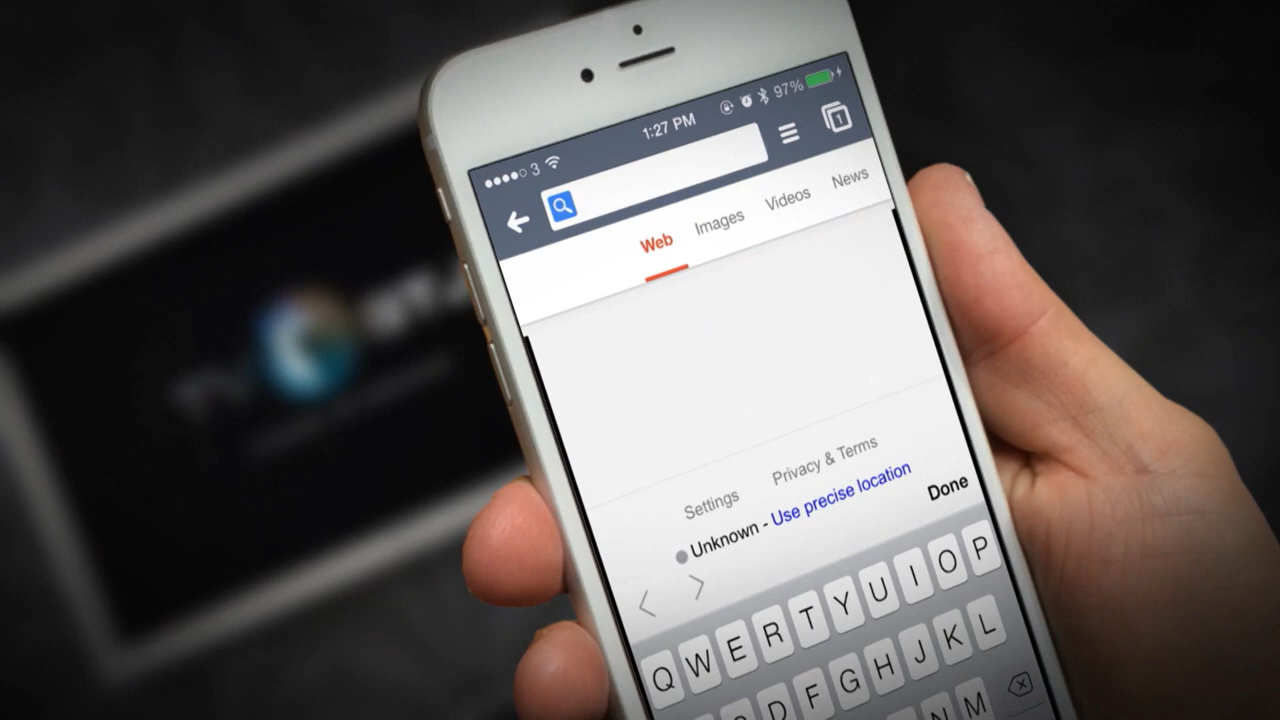 3 1:27 PM 97%
1
Web Images Videos News
Settings Privacy & Terms
Unknown - Use precise location
Done
Q W E R T Y U I O P
D F G H J K L
N M